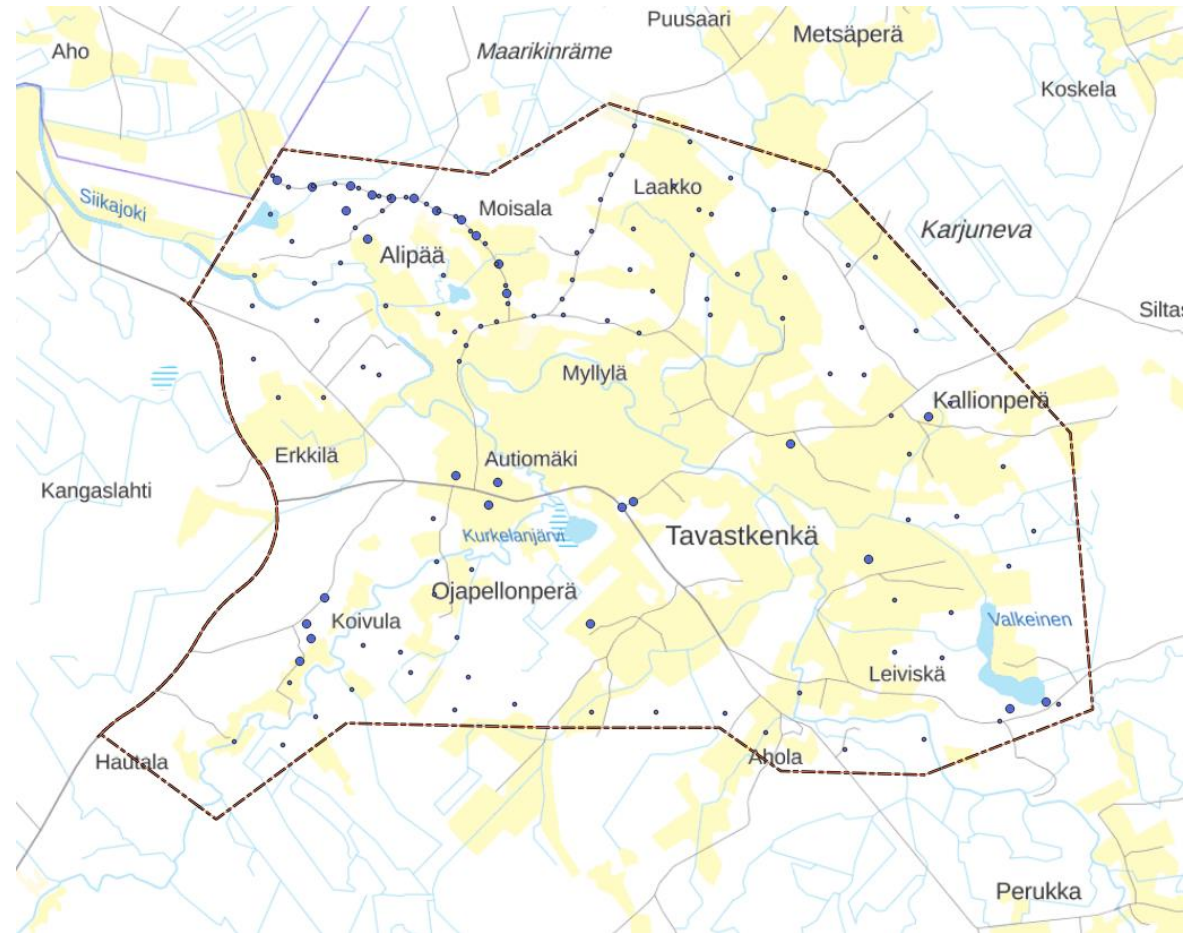 Puusaari
Metsäperä
Aho
Maarikinräme
Koskela
Laakko
Siikajoki
Moisala
Karjuneva
Alipää
Siltas
Myllylä
Kallionperä
Erkkilä
Autiomäki
Kangaslahti
Kurkelanjärvi
Tavastkenkä
Ojapellonperä
Koivula
Valkeinen
Leiviskä
Hautala
Ahola
Perukka